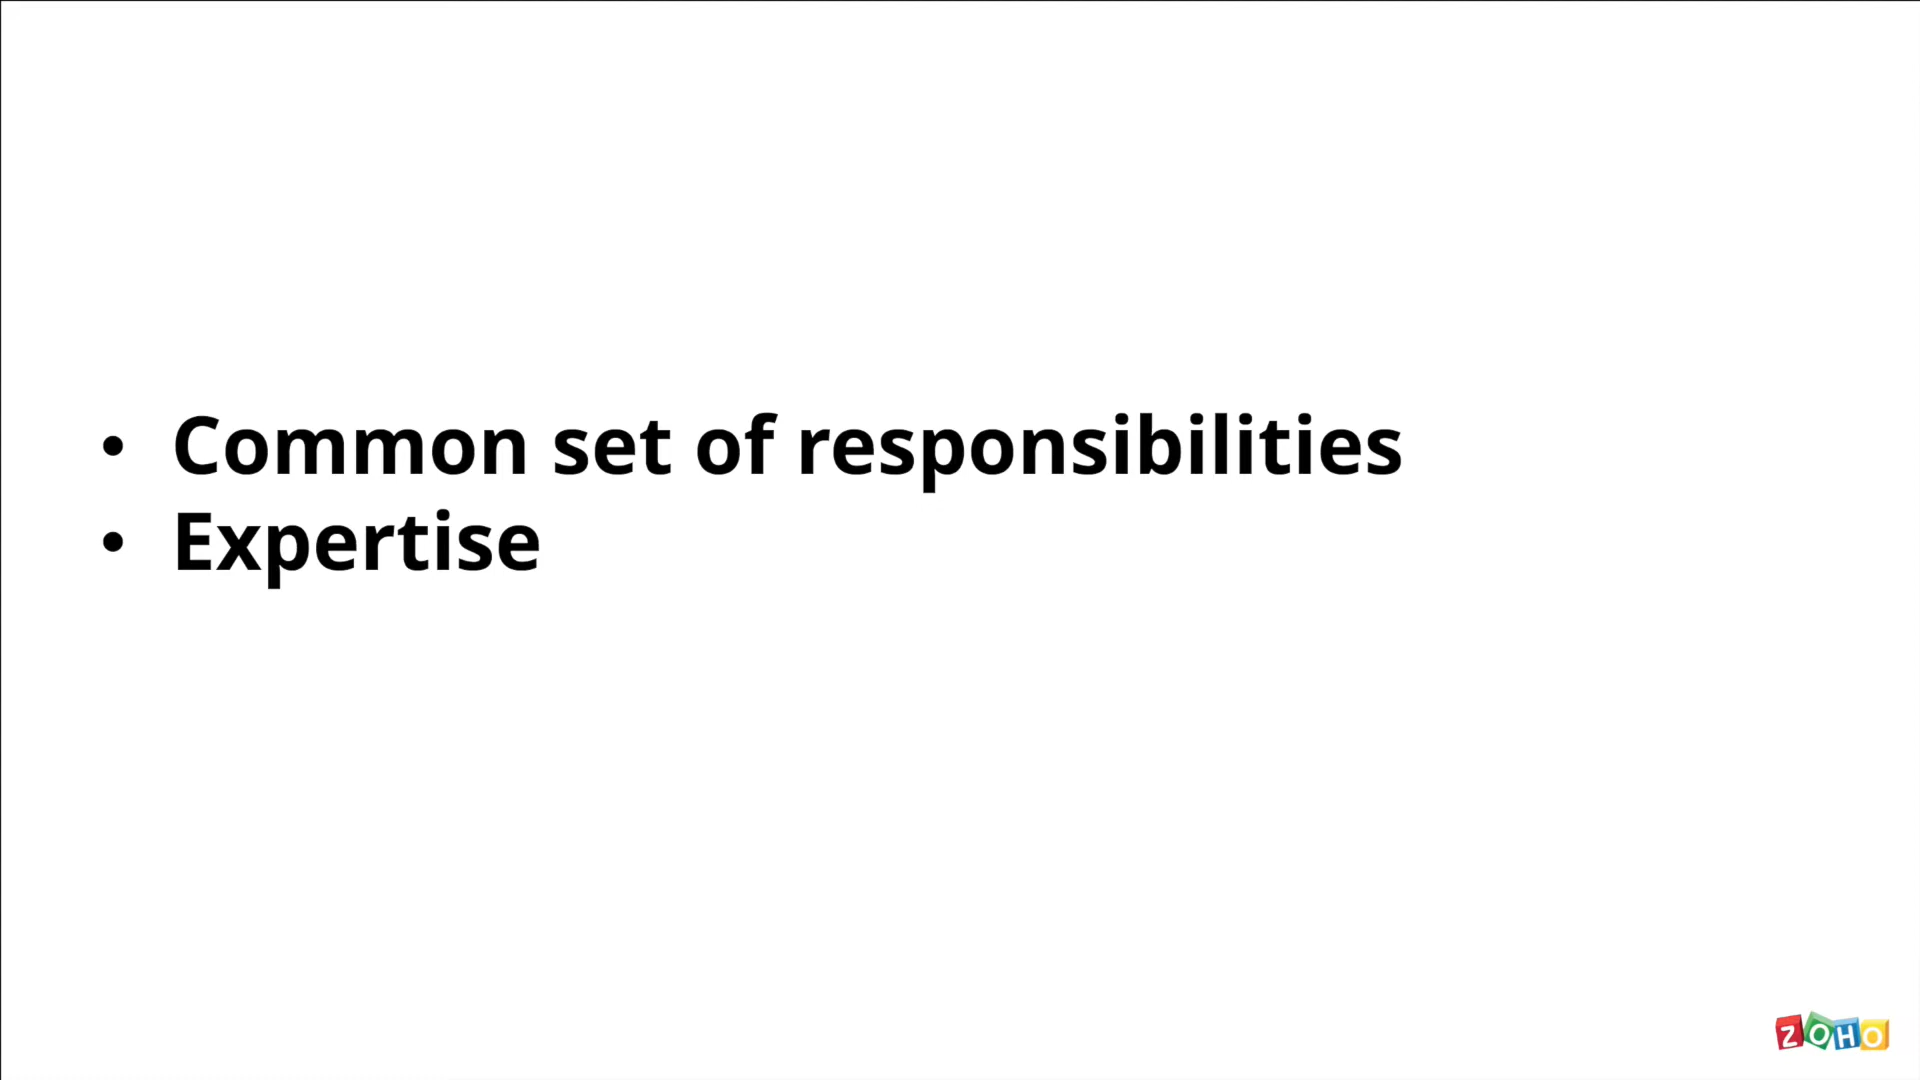 • Common set of responsibilities
• Expertise
ZOHO